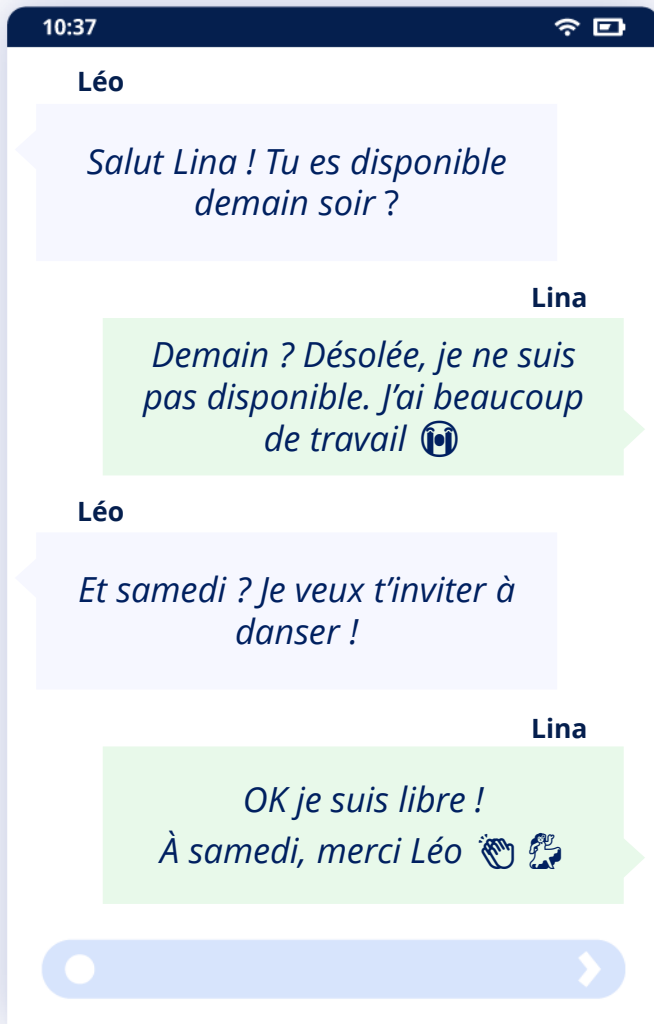 10:37
Léo
Salut Lina ! Tu es disponible
demain soir ?
Lina
Demain ? Désolée, je ne suis
pas disponible. J’ai beaucoup
de travail 😭
Léo
Et samedi ? Je veux t’inviter à
danser !
Lina
OK je suis libre !
À samedi, merci Léo 👏 💃